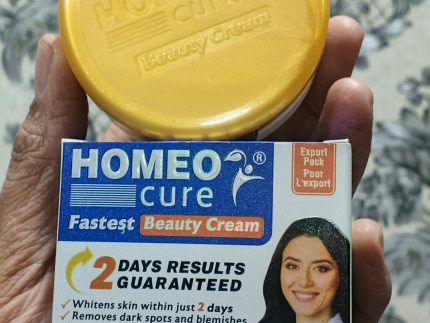 HOMEO
cure
Beauty Cream
HOMEO ®
cure
Fastest Beauty Cream
Export
Pack
Pour
L'export
2 DAYS RESULTS
GUARANTEED
✓ Whitens skin within just 2 days
✓ Removes dark spots and blemishes